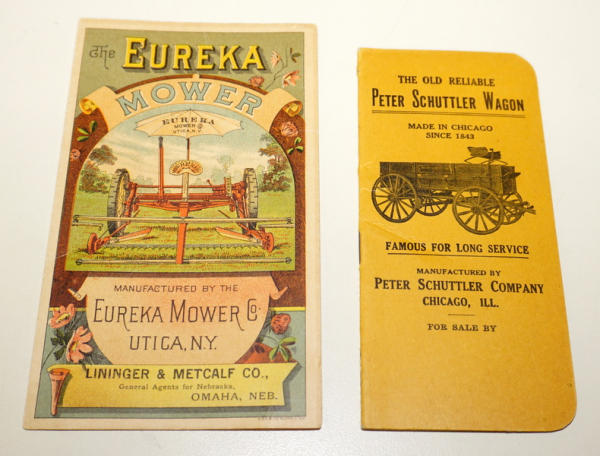 The EUREKA
MOWER
EUREKA
MOWER Co
UTICA, N.Y.
MANUFACTURED BY THE
EUREKA MOWER Co.
UTICA, N.Y.
LININGER & METCALF CO.,
General Agents for Nebraska,
OMAHA, NEB.
THE OLD RELIABLE
PETER SCHUTTLER WAGON
MADE IN CHICAGO
SINCE 1843
FAMOUS FOR LONG SERVICE
MANUFACTURED BY
PETER SCHUTTLER COMPANY
CHICAGO, ILL.
FOR SALE BY